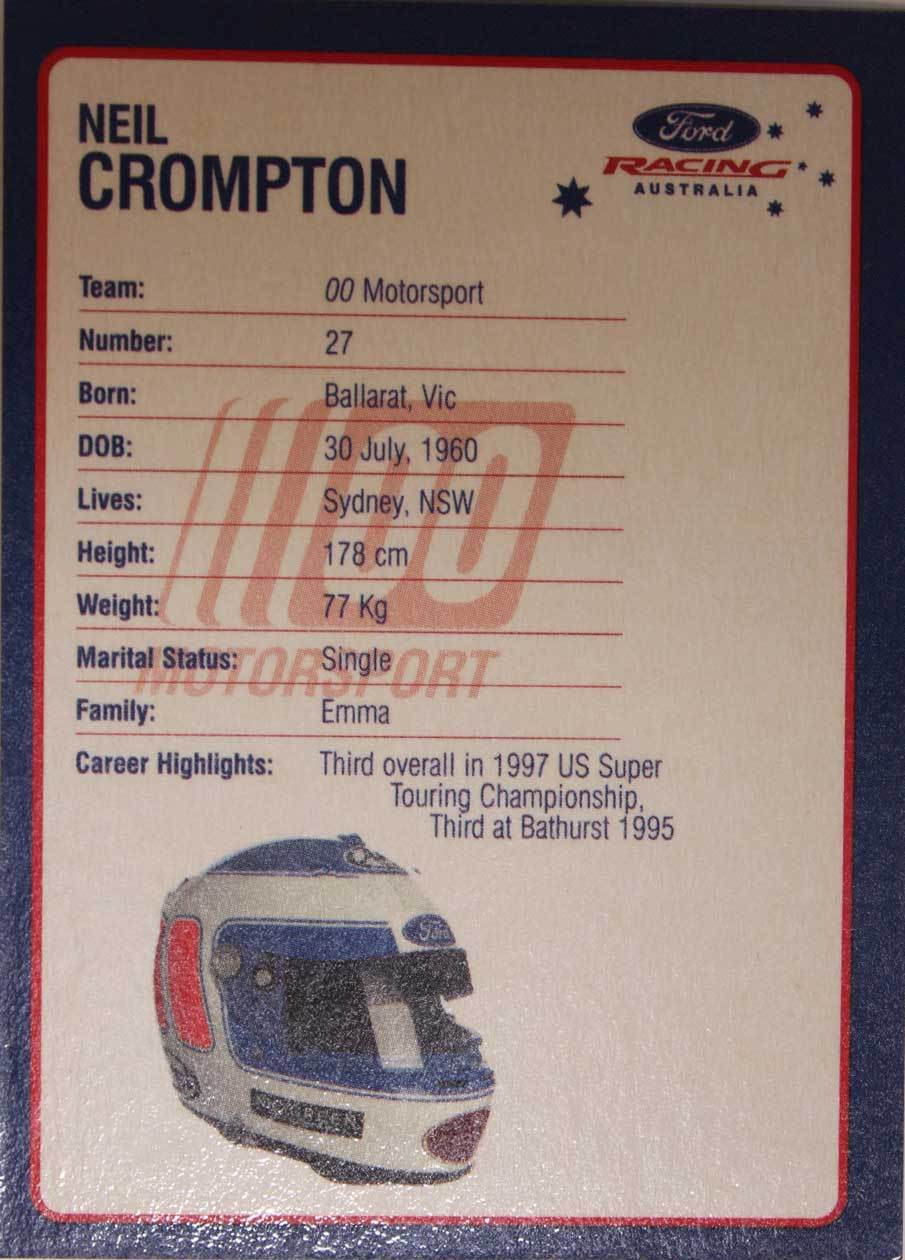 NEIL
CROMPTON
Ford
RACING
AUSTRALIA
Team: 00 Motorsport
Number: 27
Born: Ballarat, Vic
DOB: 30 July, 1960
Lives: Sydney, NSW
Height: 178 cm
Weight: 77 Kg
Marital Status: Single
Family: Emma
Career Highlights: Third overall in 1997 US Super
Touring Championship,
Third at Bathurst 1995
00
MOTORSPORT
Ford